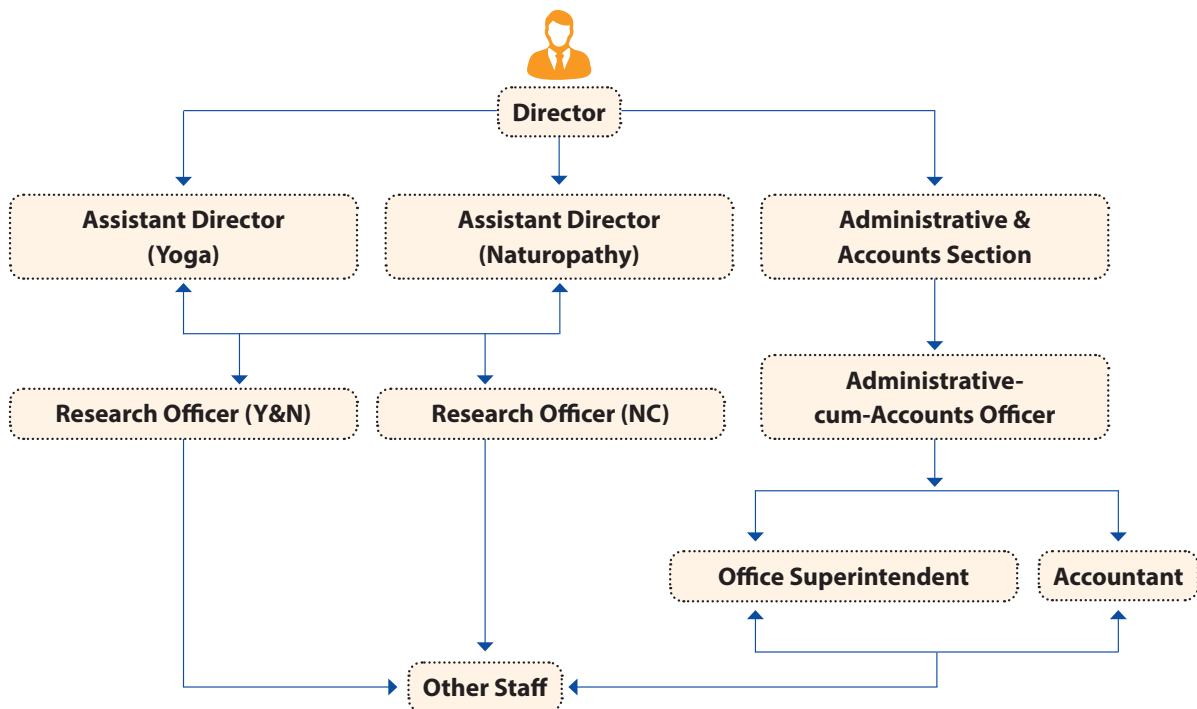 Director
Assistant Director
(Yoga)
Assistant Director
(Naturopathy)
Administrative &
Accounts Section
Research Officer (Y&N)
Research Officer (NC)
Administrative-
cum-Accounts Officer
Office Superintendent
Accountant
Other Staff